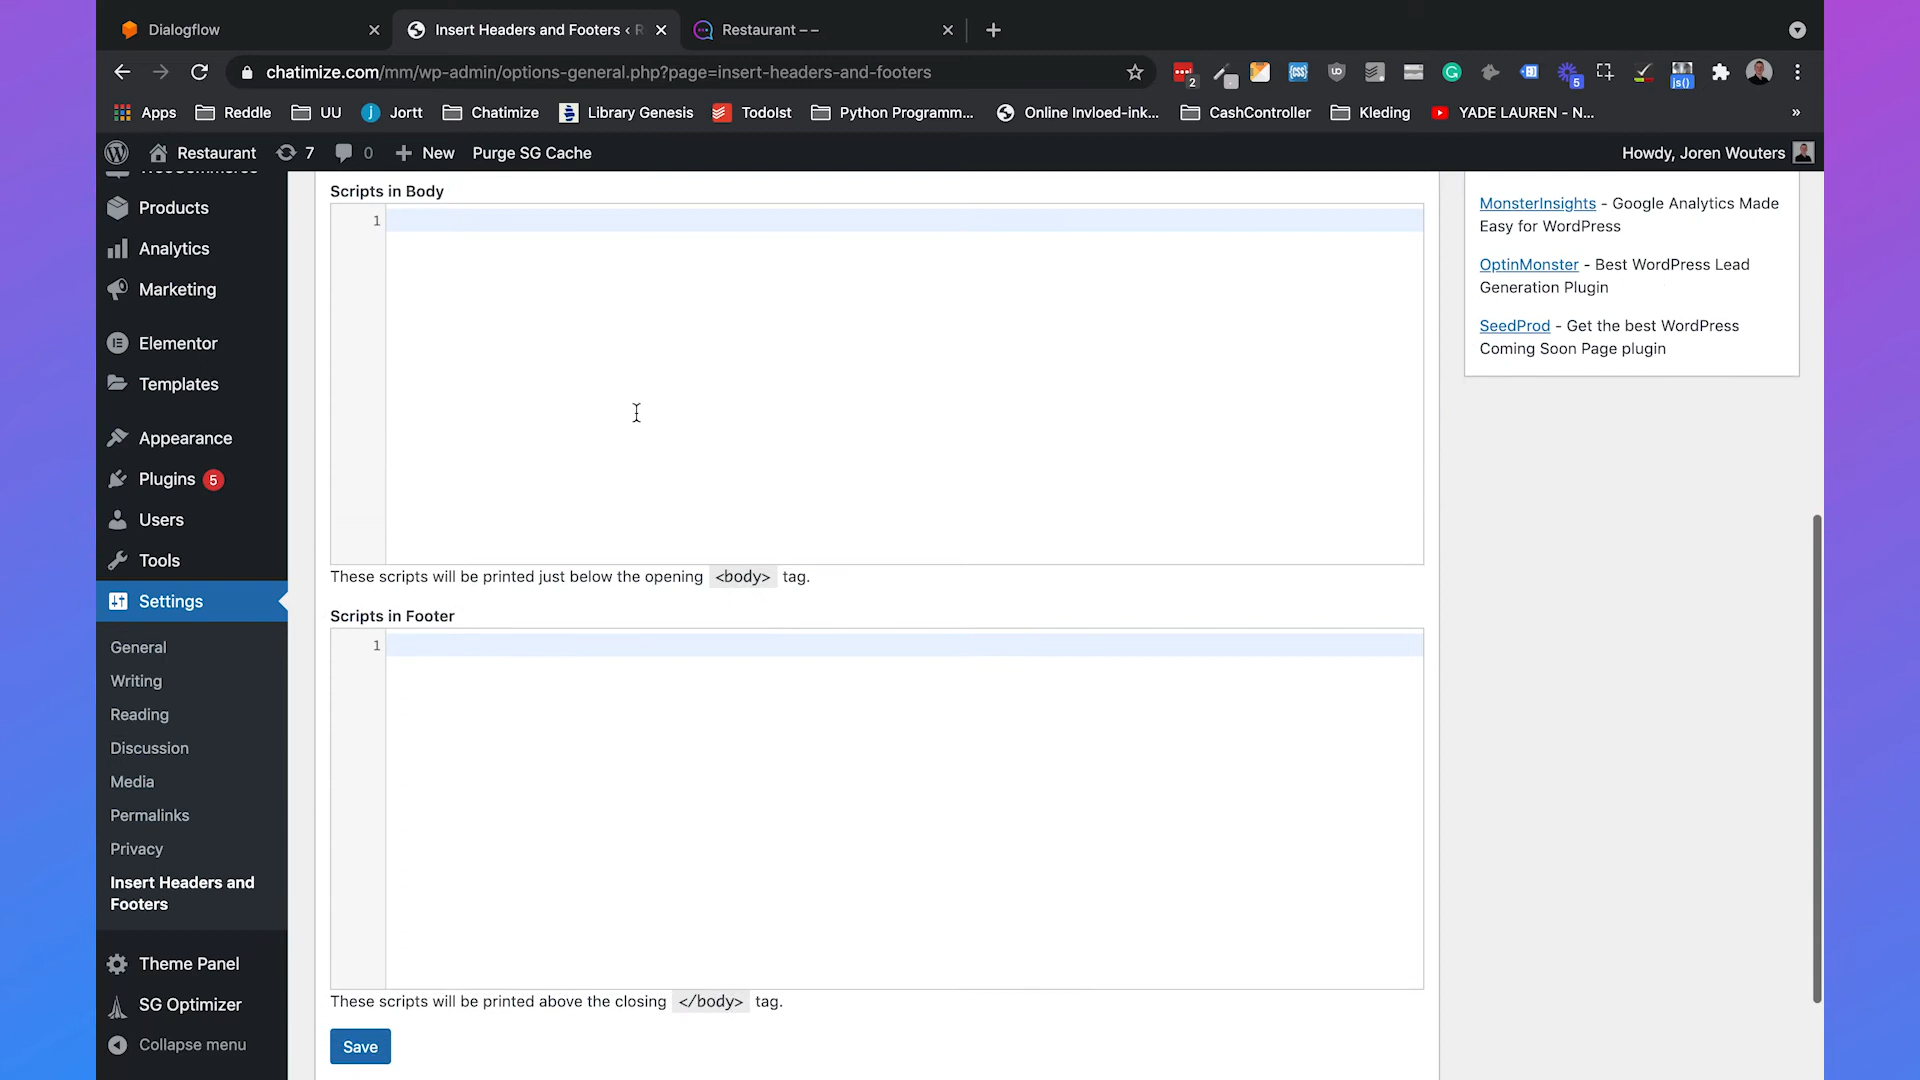 Dialogflow
Insert Headers and Footers ‹ R
Restaurant – –
chatimize.com/mm/wp-admin/options-general.php?page=insert-headers-and-footers
2
{css}
5
js()
Apps
Reddle
UU
Jortt
Chatimize
Library Genesis
TodoIst
Python Programm...
Online Invloed-ink...
CashController
Kleding
YADE LAUREN - N...
»
Restaurant
7
0
New
Purge SG Cache
Howdy, Joren Wouters
WooCommerce
Products
Analytics
Marketing
Elementor
Templates
Appearance
Plugins 5
Users
Tools
Settings
General
Writing
Reading
Discussion
Media
Permalinks
Privacy
Insert Headers and
Footers
Theme Panel
SG Optimizer
Collapse menu
Scripts in Body
1
These scripts will be printed just below the opening <body> tag.
Scripts in Footer
1
These scripts will be printed above the closing </body> tag.
Save
MonsterInsights - Google Analytics Made
Easy for WordPress
OptinMonster - Best WordPress Lead
Generation Plugin
SeedProd - Get the best WordPress
Coming Soon Page plugin